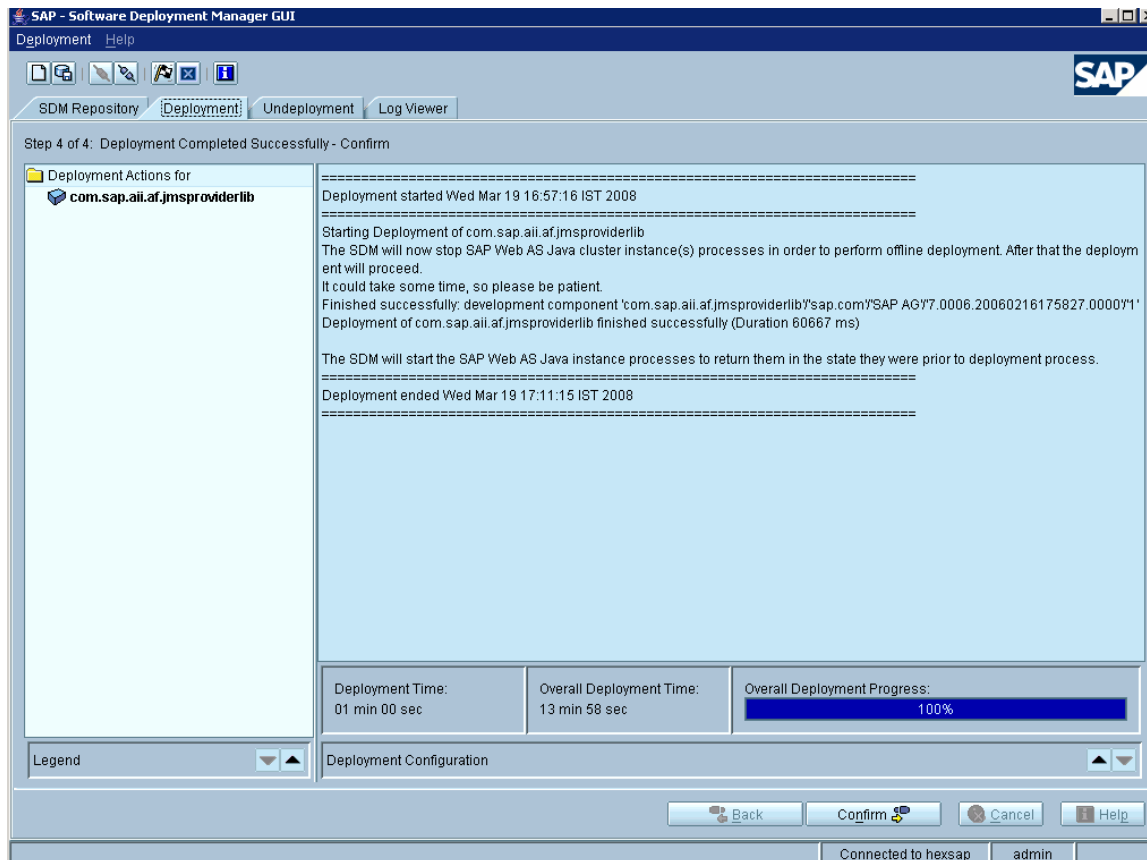 SAP - Software Deployment Manager GUI
Deployment Help
SAP
SDM Repository Deployment Undeployment Log Viewer
Step 4 of 4: Deployment Completed Successfully - Confirm
Deployment Actions for
com.sap.aii.af.jmsproviderlib
==========================================================================
Deployment started Wed Mar 19 16:57:16 IST 2008
==========================================================================
Starting Deployment of com.sap.aii.af.jmsproviderlib
The SDM will now stop SAP Web AS Java cluster instance(s) processes in order to perform offline deployment. After that the deploym
ent will proceed.
It could take some time, so please be patient.
Finished successfully: development component 'com.sap.aii.af.jmsproviderlib'/'sap.com'/'SAP AG'/'7.0006.20060216175827.0000'/'1'
Deployment of com.sap.aii.af.jmsproviderlib finished successfully (Duration 60667 ms)
The SDM will start the SAP Web AS Java instance processes to return them in the state they were prior to deployment process.
==========================================================================
Deployment ended Wed Mar 19 17:11:15 IST 2008
==========================================================================
Deployment Time: Overall Deployment Time: Overall Deployment Progress:
01 min 00 sec 13 min 58 sec 100%
Legend Deployment Configuration
Back Confirm Cancel Help
Connected to hexsap admin